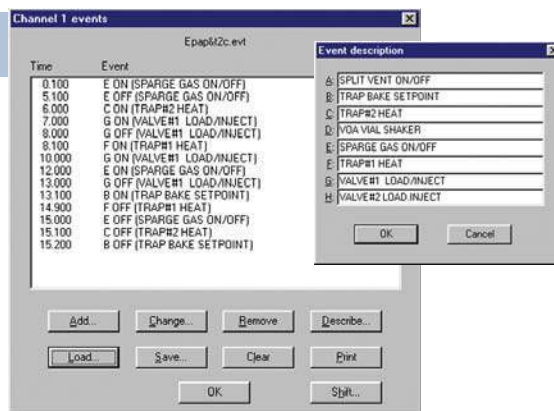 Channel 1 events
Epap&t2c.evt
Time Event
0.100 E ON (SPARGE GAS ON/OFF)
5.100 E OFF (SPARGE GAS ON/OFF)
6.000 C ON (TRAP#2 HEAT)
7.000 G ON (VALVE#1 LOAD/INJECT)
8.000 G OFF (VALVE#1 LOAD/INJECT)
8.100 F ON (TRAP#1 HEAT)
10.000 G ON (VALVE#1 LOAD/INJECT)
12.000 E ON (SPARGE GAS ON/OFF)
13.000 G OFF (VALVE#1 LOAD/INJECT)
13.100 B ON (TRAP BAKE SETPOINT)
14.900 F OFF (TRAP#1 HEAT)
15.000 E OFF (SPARGE GAS ON/OFF)
15.100 C OFF (TRAP#2 HEAT)
15.200 B OFF (TRAP BAKE SETPOINT)
Add... Change... Remove Describe...
Load... Save... Clear Print
OK Shift...
Event description
A: SPLIT VENT ON/OFF
B: TRAP BAKE SETPOINT
C: TRAP#2 HEAT
D: VOA VIAL SHAKER
E: SPARGE GAS ON/OFF
F: TRAP#1 HEAT
G: VALVE#1 LOAD/INJECT
H: VALVE#2 LOAD.INJECT
OK Cancel